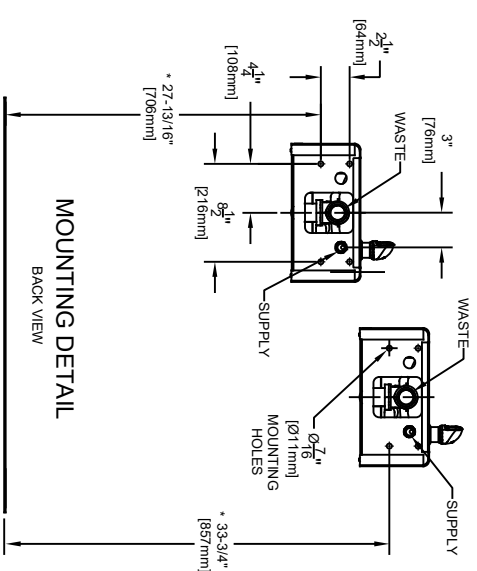 2½"
[64mm]
4¼"
[108mm]
* 27-13/16"
[706mm]
3"
[76mm]
WASTE
8½"
[216mm]
SUPPLY
WASTE
SUPPLY
Ø7/16"
[Ø11mm]
MOUNTING
HOLES
* 33-3/4"
[857mm]
MOUNTING DETAIL
BACK VIEW